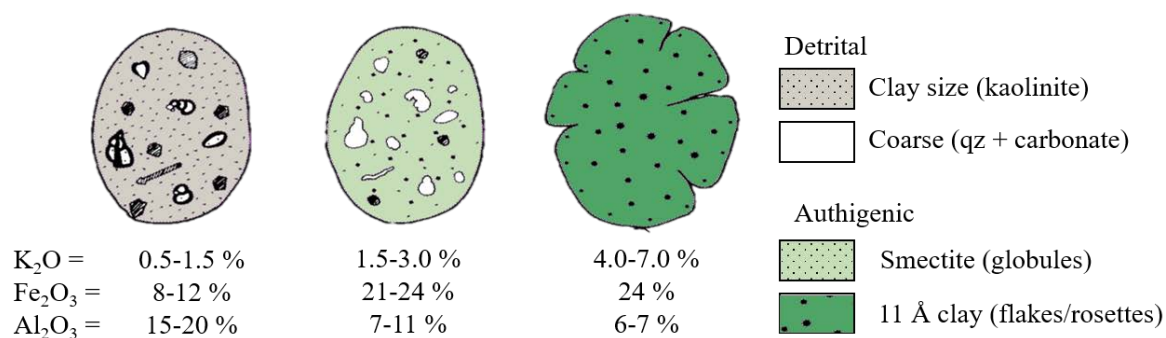 Detrital
Clay size (kaolinite)
Coarse (qz + carbonate)
Authigenic
Smectite (globules)
11 Å clay (flakes/rosettes)
K₂O = 0.5-1.5 % 1.5-3.0 % 4.0-7.0 %
Fe₂O₃ = 8-12 % 21-24 % 24 %
Al₂O₃ = 15-20 % 7-11 % 6-7 %